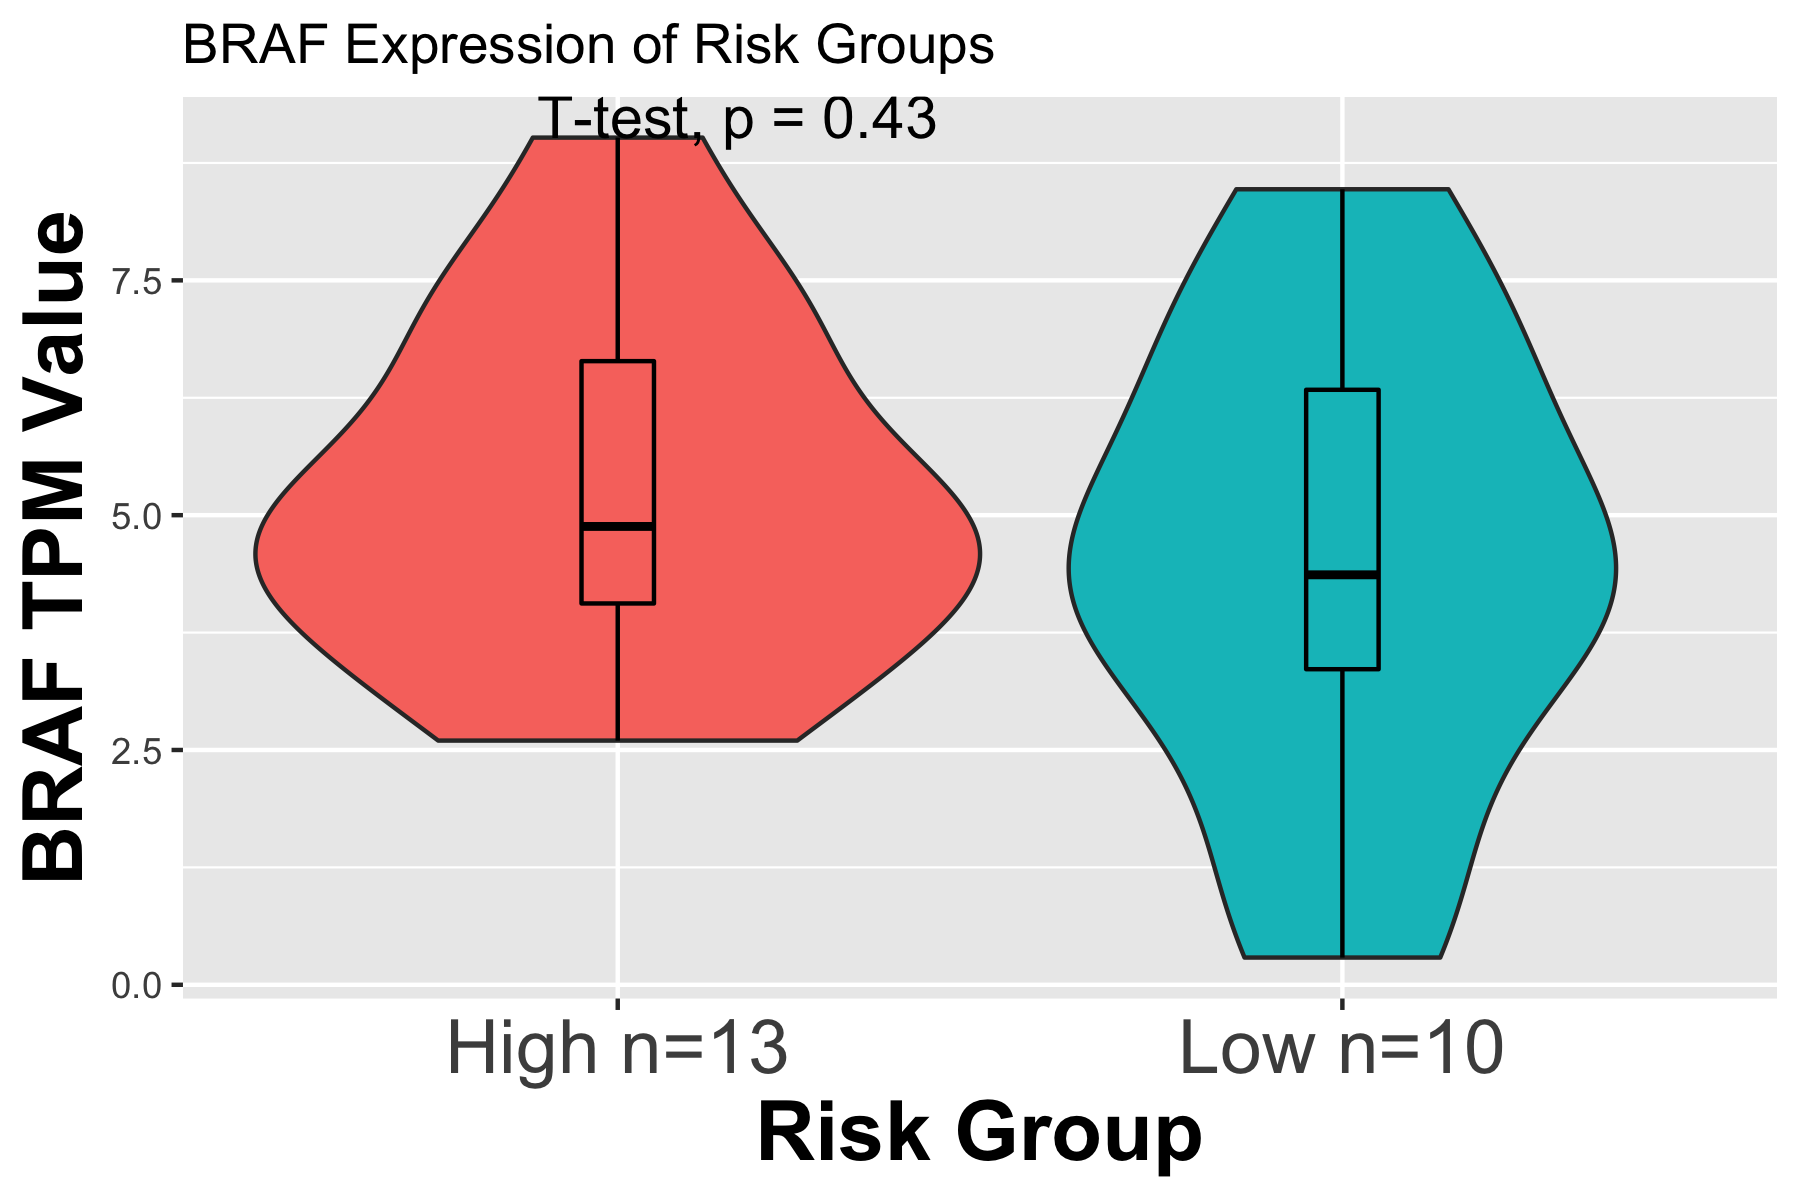 BRAF Expression of Risk Groups
T-test, p = 0.43
BRAF TPM Value
7.5
5.0
2.5
0.0
High n=13
Low n=10
Risk Group